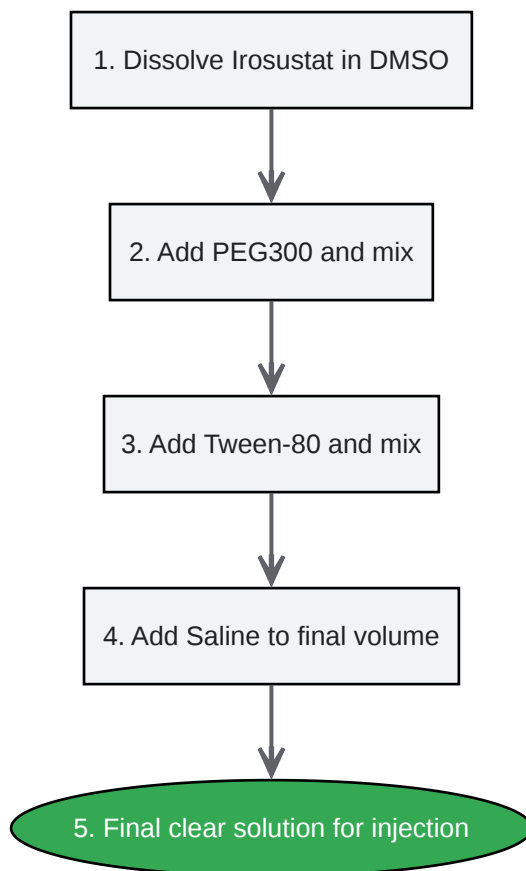 1. Dissolve Irosustat in DMSO
2. Add PEG300 and mix
3. Add Tween-80 and mix
4. Add Saline to final volume
5. Final clear solution for injection